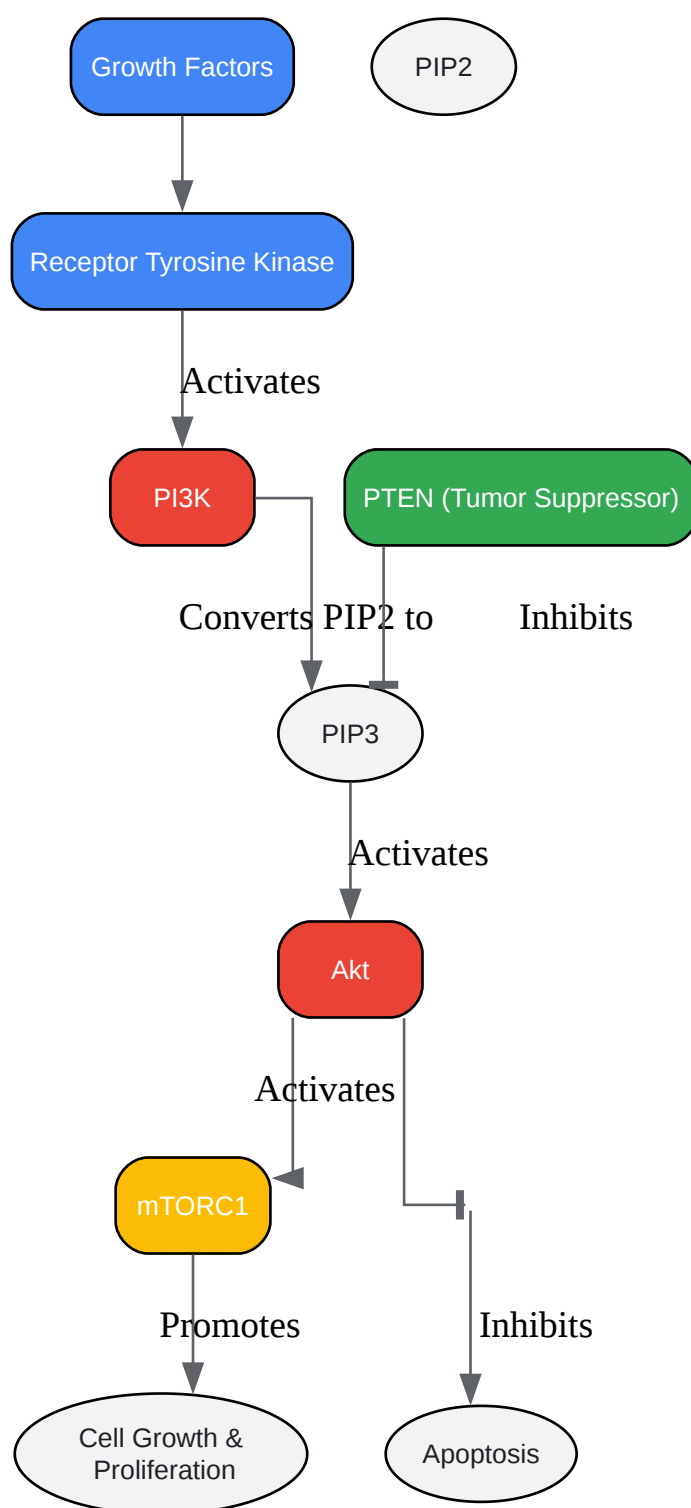 Growth Factors
PIP2
Receptor Tyrosine Kinase
Activates
PI3K
PTEN (Tumor Suppressor)
Converts PIP2 to
Inhibits
PIP3
Activates
Akt
Activates
mTORC1
Promotes
Inhibits
Cell Growth &
Proliferation
Apoptosis